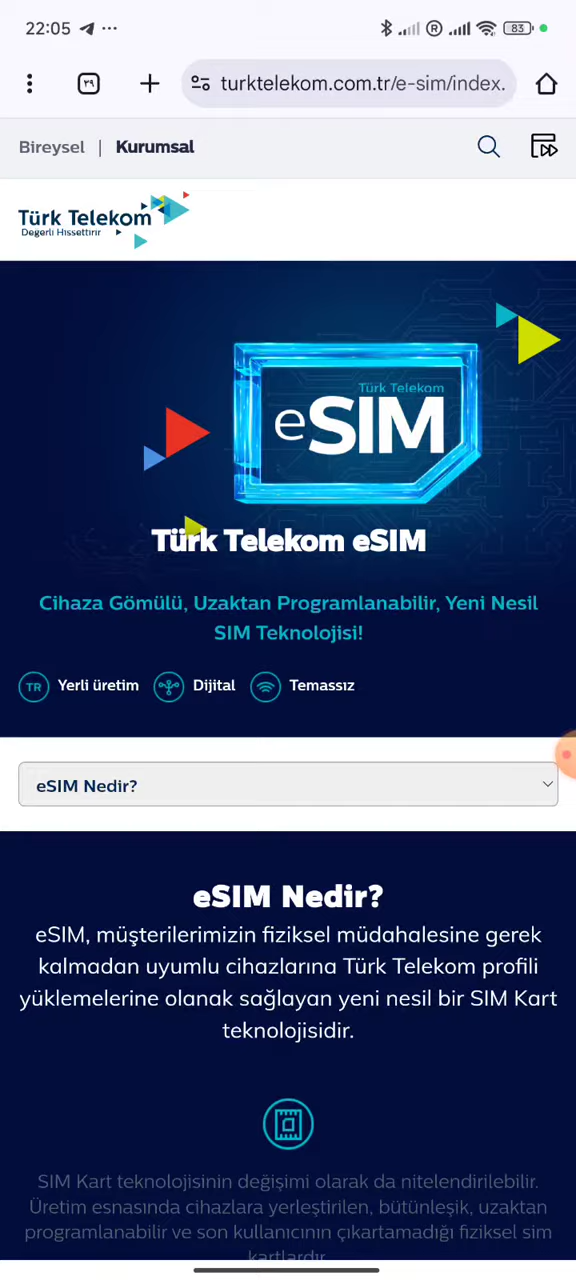 22:05
83
۲۹
turktelekom.com.tr/e-sim/index.
Bireysel | Kurumsal
Türk Telekom
Değerli Hissettirir
Türk Telekom
eSIM
Türk Telekom eSIM
Cihaza Gömülü, Uzaktan Programlanabilir, Yeni Nesil
SIM Teknolojisi!
TR Yerli üretim Dijital Temassız
eSIM Nedir?
eSIM Nedir?
eSIM, müşterilerimizin fiziksel müdahalesine gerek
kalmadan uyumlu cihazlarına Türk Telekom profili
yüklemelerine olanak sağlayan yeni nesil bir SIM Kart
teknolojisidir.
SIM Kart teknolojisinin değişimi olarak da nitelendirilebilir.
Üretim esnasında cihazlara yerleştirilen, bütünleşik, uzaktan
programlanabilir ve son kullanıcının çıkartamadığı fiziksel sim
kartlardır.